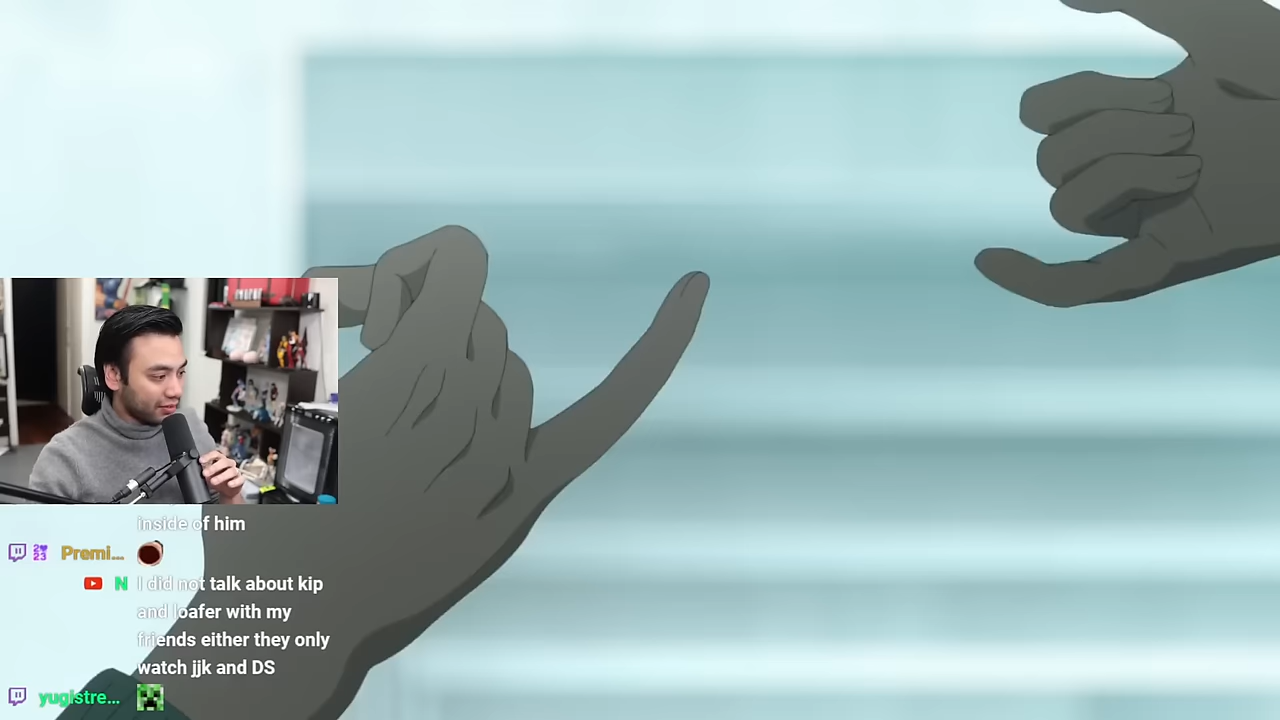 inside of him
Premi...
N I did not talk about kip
and loafer with my
friends either they only
watch jjk and DS
yugistre...